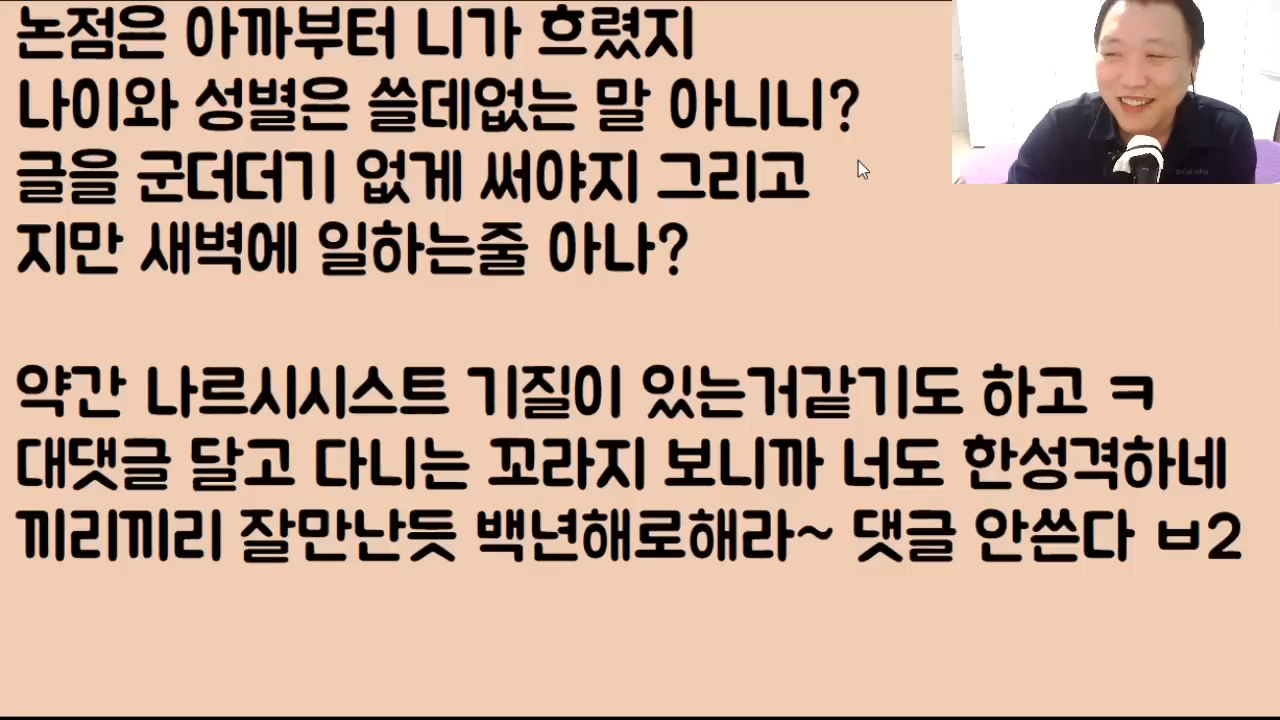 논점은 아까부터 니가 흐렸지
나이와 성별은 쓸데없는 말 아니니?
글을 군더더기 없게 써야지 그리고
지만 새벽에 일하는줄 아나?
약간 나르시시스트 기질이 있는거같기도 하고 ㅋ
대댓글 달고 다니는 꼬라지 보니까 너도 한성격하네
끼리끼리 잘만난듯 백년해로해라~ 댓글 안쓴다 ㅂ2